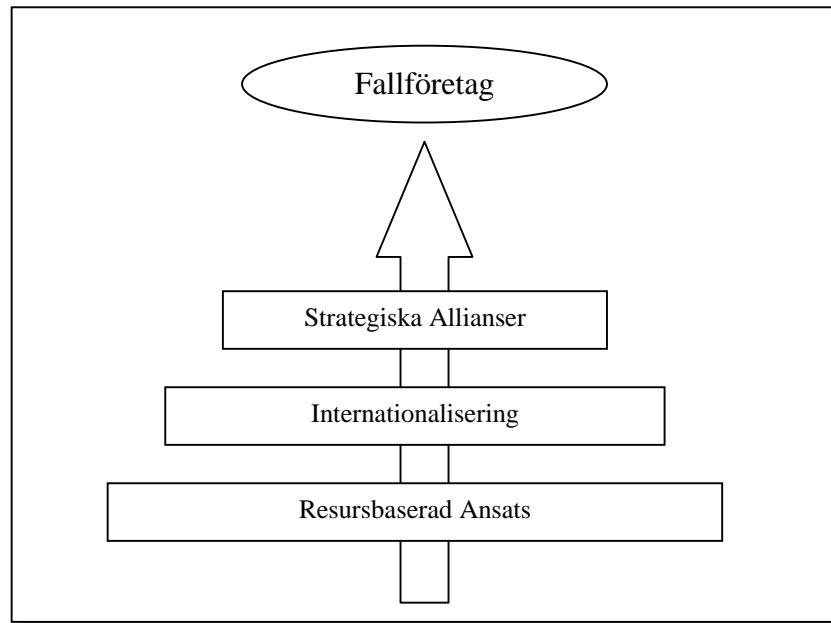 Fallföretag
Strategiska Allianser
Internationalisering
Resursbaserad Ansats